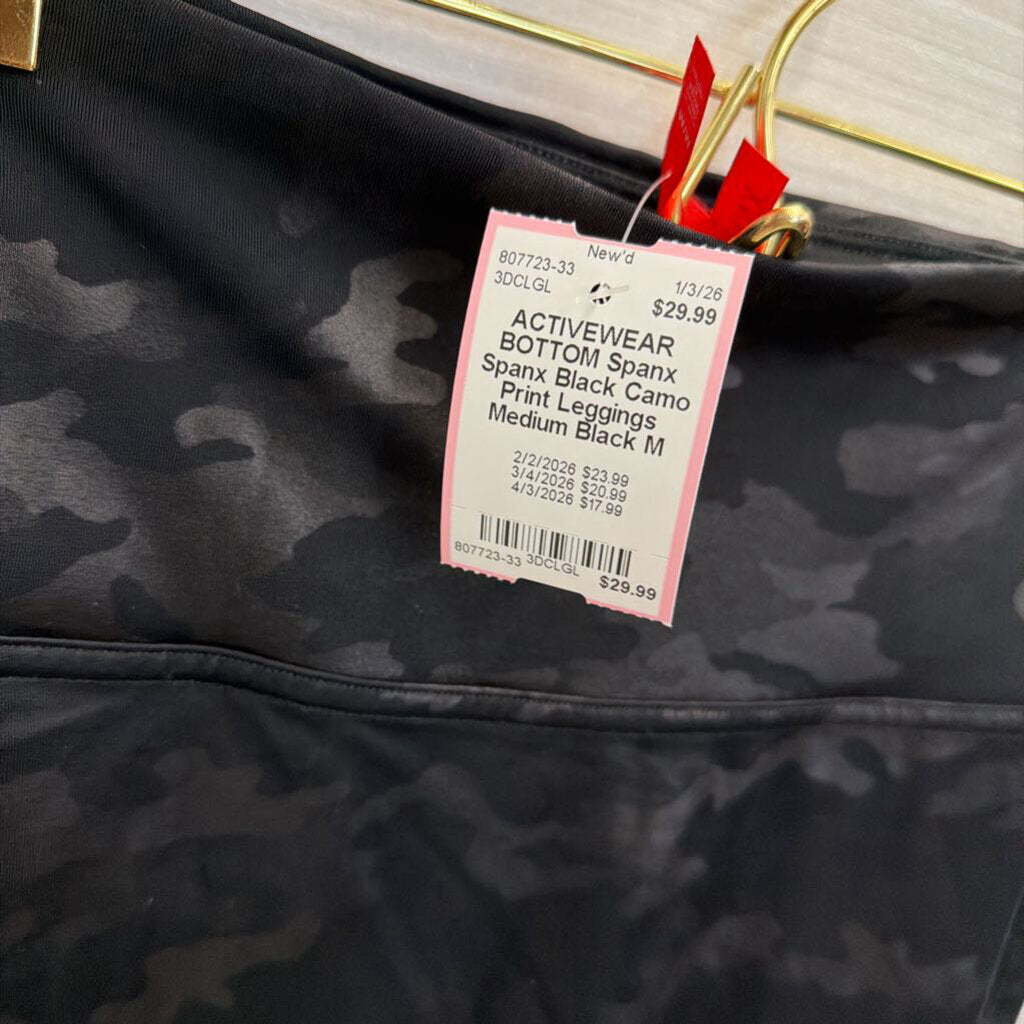 New'd
807723-33
3DCLGL
1/3/26
$29.99
ACTIVEWEAR
BOTTOM Spanx
Spanx Black Camo
Print Leggings
Medium Black M
2/2/2026 $23.99
3/4/2026 $20.99
4/3/2026 $17.99
807723-33 3DCLGL $29.99